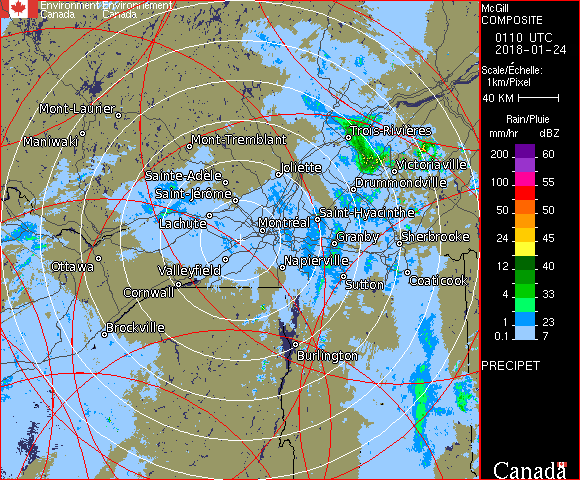 Environment Environnement
Canada Canada
McGill
COMPOSITE
0110 UTC
2018-01-24
Scale/Échelle:
1km/Pixel
40 KM
Rain/Pluie
mm/hr dBZ
200 60
150 57
100 55
50 50
24 45
12 40
4 33
2 23
0.1 7
PRECIPET
Canada
Mont-Laurier
Maniwaki
Mont-Tremblant
Trois-Rivières
Joliette
Victoriaville
Sainte-Adèle
Drummondville
Saint-Jérôme
Lachute
Saint-Hyacinthe
Montréal
Granby
Sherbrooke
Ottawa
Valleyfield
Napierville
Cornwall
Sutton
Coaticook
Brockville
Burlington